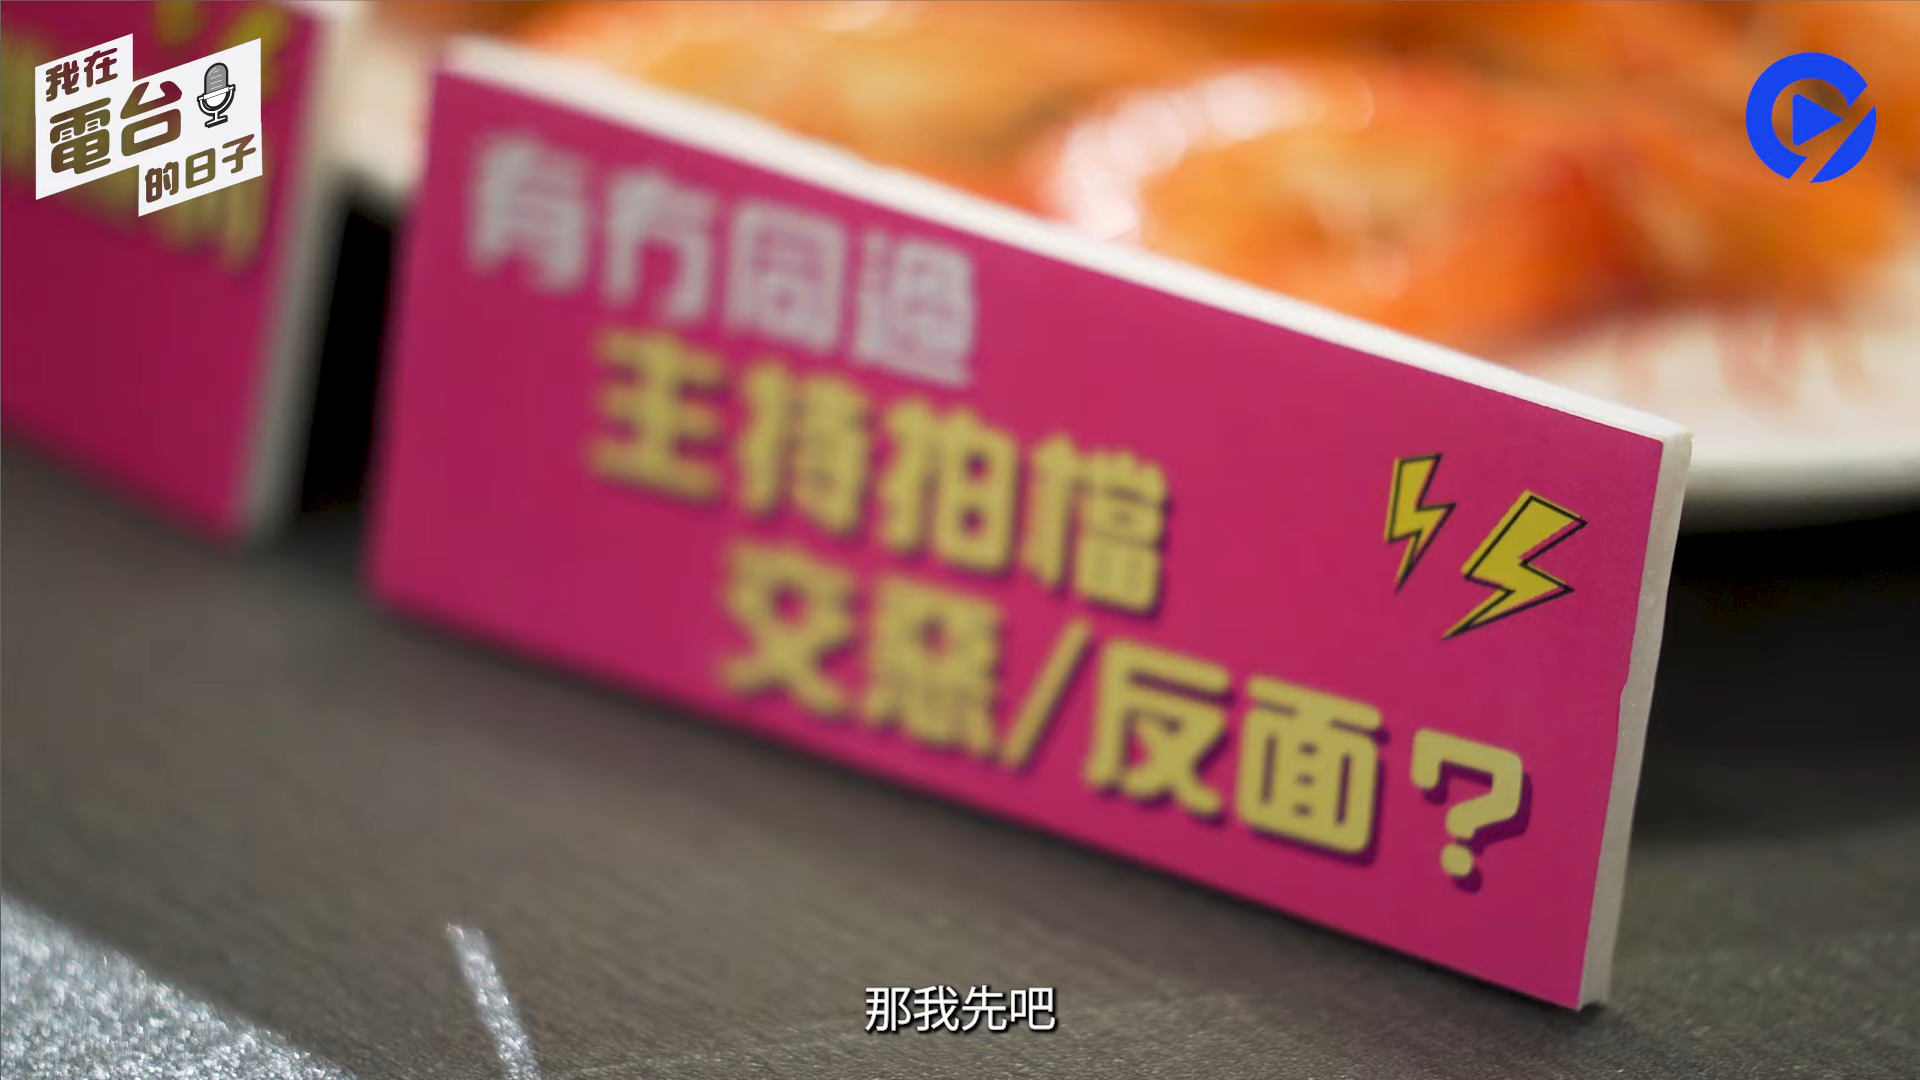 我在
電台
的日子
有冇同過
主持拍檔
交惡/反面?
那我先吧